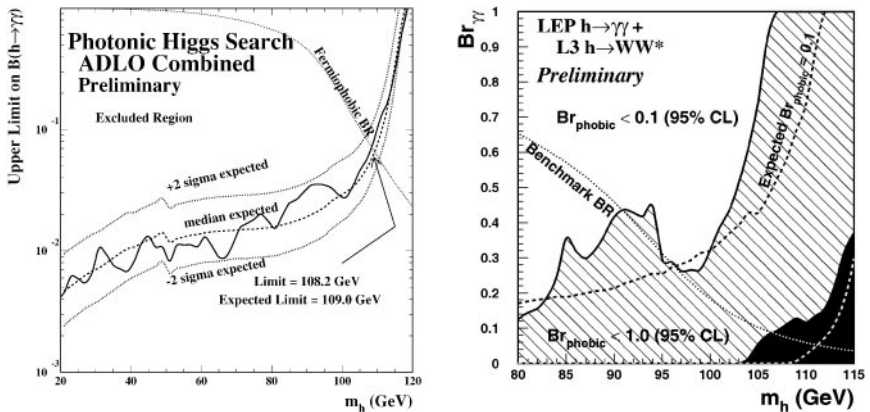 Upper Limit on B(h→γγ)
10⁻¹
10⁻²
10⁻³
Photonic Higgs Search
ADLO Combined
Preliminary
Excluded Region
Fermiophobic BR
+2 sigma expected
median expected
-2 sigma expected
Limit = 108.2 GeV
Expected Limit = 109.0 GeV
20 40 60 80 100 120
m_h (GeV)
Br_γγ
1
0.9
0.8
0.7
0.6
0.5
0.4
0.3
0.2
0.1
0
LEP h→γγ +
L3 h→WW*
Preliminary
Br_phobic < 0.1 (95% CL)
Expected Br_phobic = 0.1
Benchmark BR
Br_phobic < 1.0 (95% CL)
80 85 90 95 100 105 110 115
m_h (GeV)